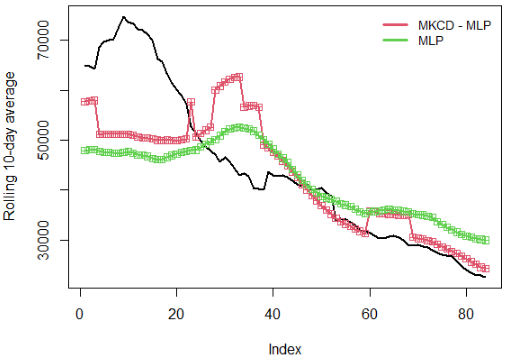 MKCD - MLP
MLP
Rolling 10-day average
70000
50000
30000
0 20 40 60 80
Index